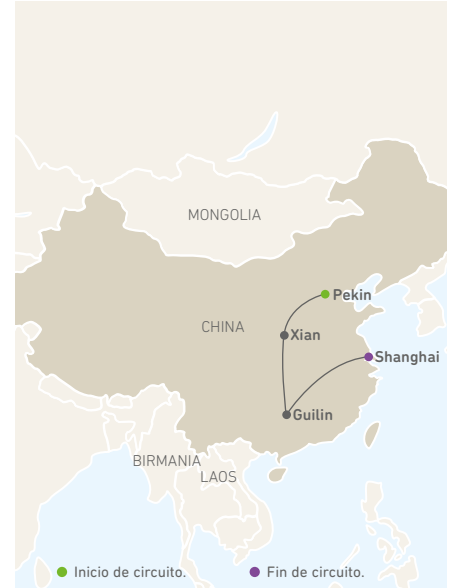 MONGOLIA
Pekin
CHINA
Xian
Shanghai
Guilin
BIRMANIA
LAOS
Inicio de circuito.
Fin de circuito.